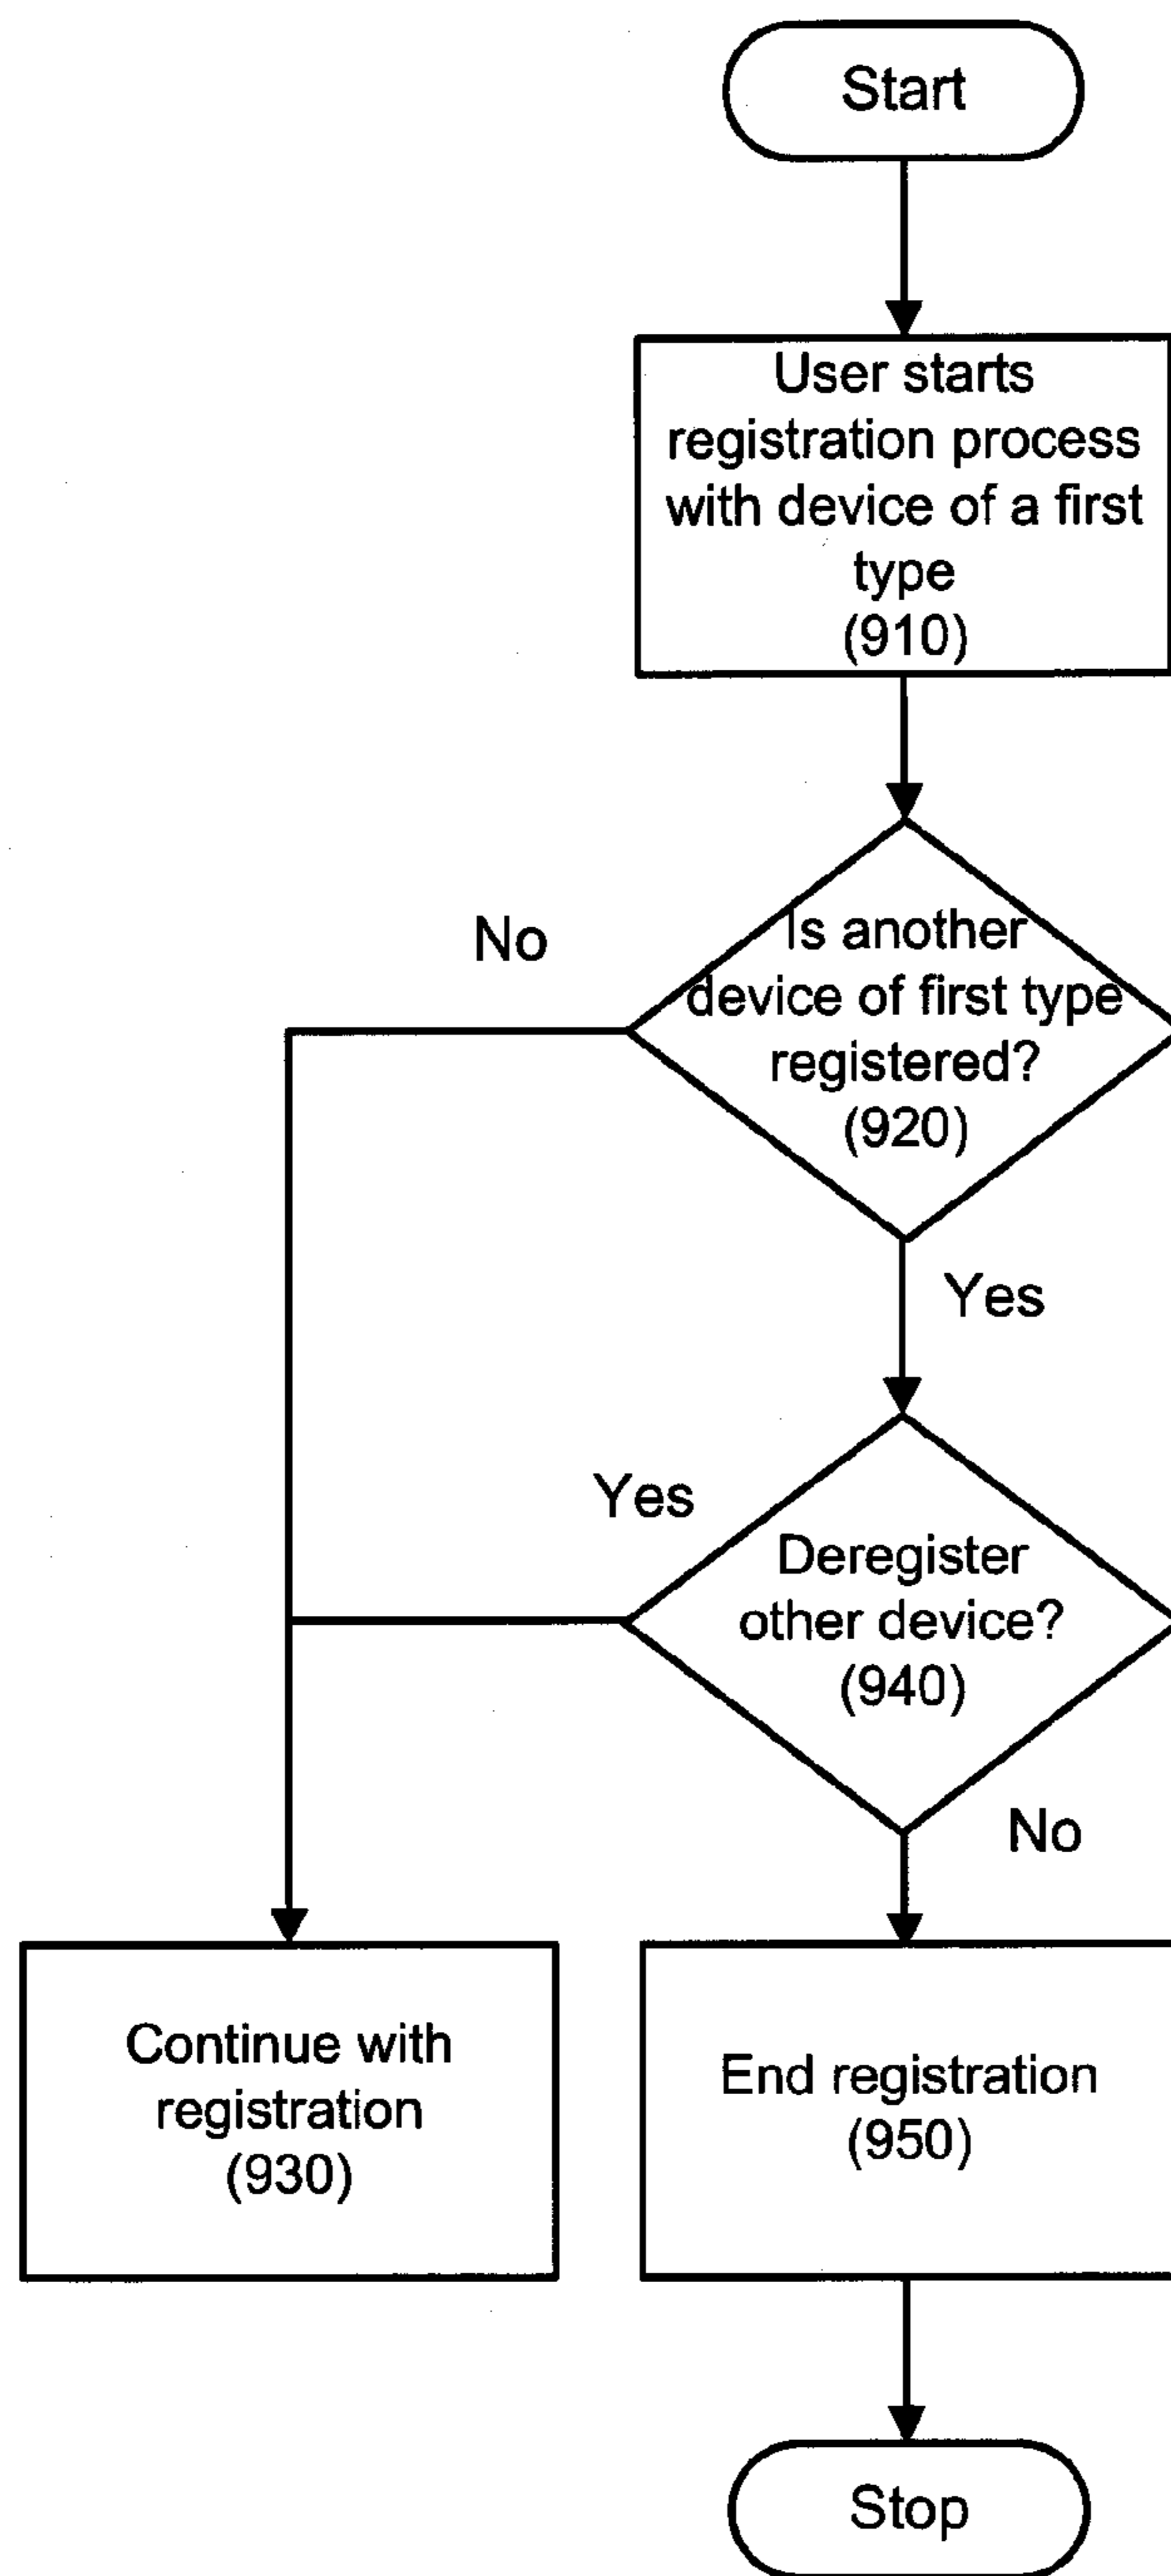 Start
User starts
registration process
with device of a first
type
(910)
No
Is another
device of first type
registered?
(920)
Yes
Yes
Deregister
other device?
(940)
No
Continue with
registration
(930)
End registration
(950)
Stop